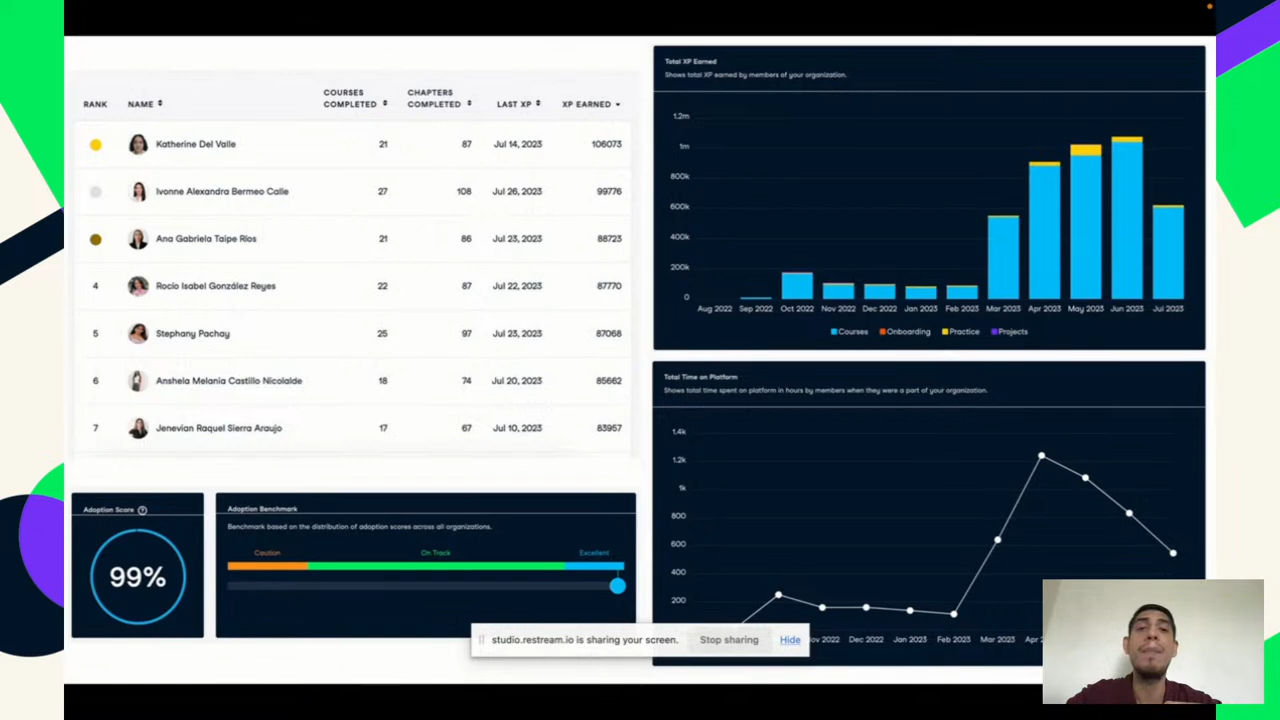 RANK NAME COURSES COMPLETED CHAPTERS COMPLETED LAST XP XP EARNED
Katherine Del Valle 21 87 Jul 14, 2023 106073
Ivonne Alexandra Bermeo Calle 27 108 Jul 26, 2023 99776
Ana Gabriela Taipe Ríos 21 86 Jul 23, 2023 88723
4 Rocío Isabel González Reyes 22 87 Jul 22, 2023 87770
5 Stephany Pachay 25 97 Jul 23, 2023 87068
6 Anshela Melania Castillo Nicolalde 18 74 Jul 20, 2023 85662
7 Jenevian Raquel Sierra Araujo 17 67 Jul 10, 2023 83957
Adoption Score ?
99%
Adoption Benchmark
Benchmark based on the distribution of adoption scores across all organizations.
Caution On Track Excellent
Total XP Earned
Shows total XP earned by members of your organization.
1.2m
1m
800k
600k
400k
200k
0
Aug 2022 Sep 2022 Oct 2022 Nov 2022 Dec 2022 Jan 2023 Feb 2023 Mar 2023 Apr 2023 May 2023 Jun 2023 Jul 2023
Courses Onboarding Practice Projects
Total Time on Platform
Shows total time spent on platform in hours by members when they were a part of your organization.
1.4k
1.2k
1k
800
600
400
200
ov 2022 Dec 2022 Jan 2023 Feb 2023 Mar 2023 Apr
studio.restream.io is sharing your screen. Stop sharing Hide